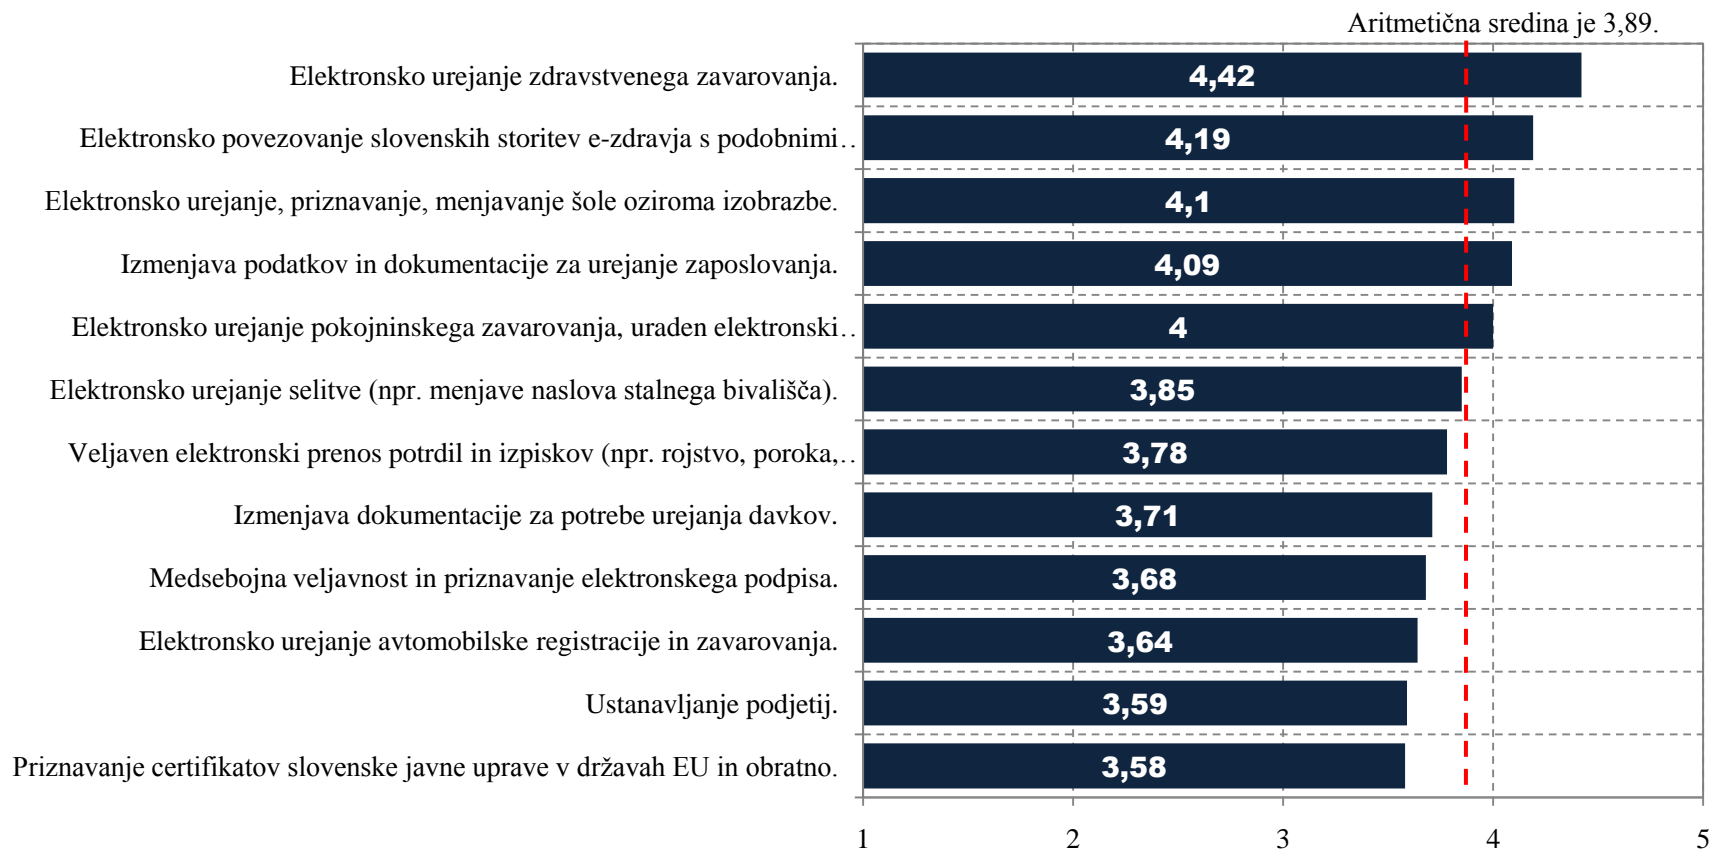 Aritmetična sredina je 3,89.
Elektronsko urejanje zdravstvenega zavarovanja.
4,42
Elektronsko povezovanje slovenskih storitev e-zdravja s podobnimi…
4,19
Elektronsko urejanje, priznavanje, menjavanje šole oziroma izobrazbe.
4,1
Izmenjava podatkov in dokumentacije za urejanje zaposlovanja.
4,09
Elektronsko urejanje pokojninskega zavarovanja, uraden elektronski…
4
Elektronsko urejanje selitve (npr. menjave naslova stalnega bivališča).
3,85
Veljaven elektronski prenos potrdil in izpiskov (npr. rojstvo, poroka,…
3,78
Izmenjava dokumentacije za potrebe urejanja davkov.
3,71
Medsebojna veljavnost in priznavanje elektronskega podpisa.
3,68
Elektronsko urejanje avtomobilske registracije in zavarovanja.
3,64
Ustanavljanje podjetij.
3,59
Priznavanje certifikatov slovenske javne uprave v državah EU in obratno.
3,58
1 2 3 4 5